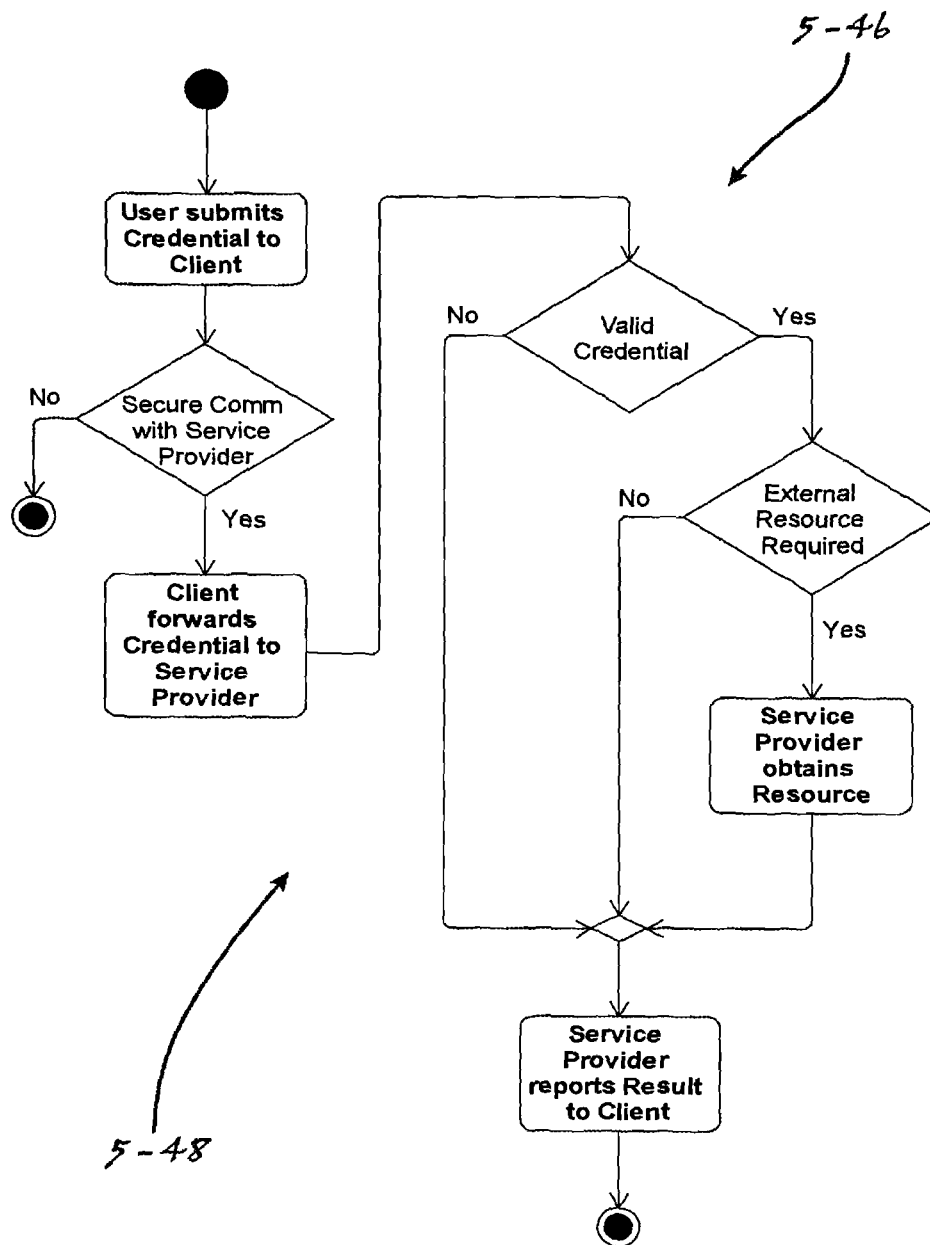 5-46
User submits
Credential to
Client
No
Secure Comm
with Service
Provider
Yes
Client
forwards
Credential to
Service
Provider
No
Valid
Credential
Yes
No
External
Resource
Required
Yes
Service
Provider
obtains
Resource
Service
Provider
reports Result
to Client
5-48